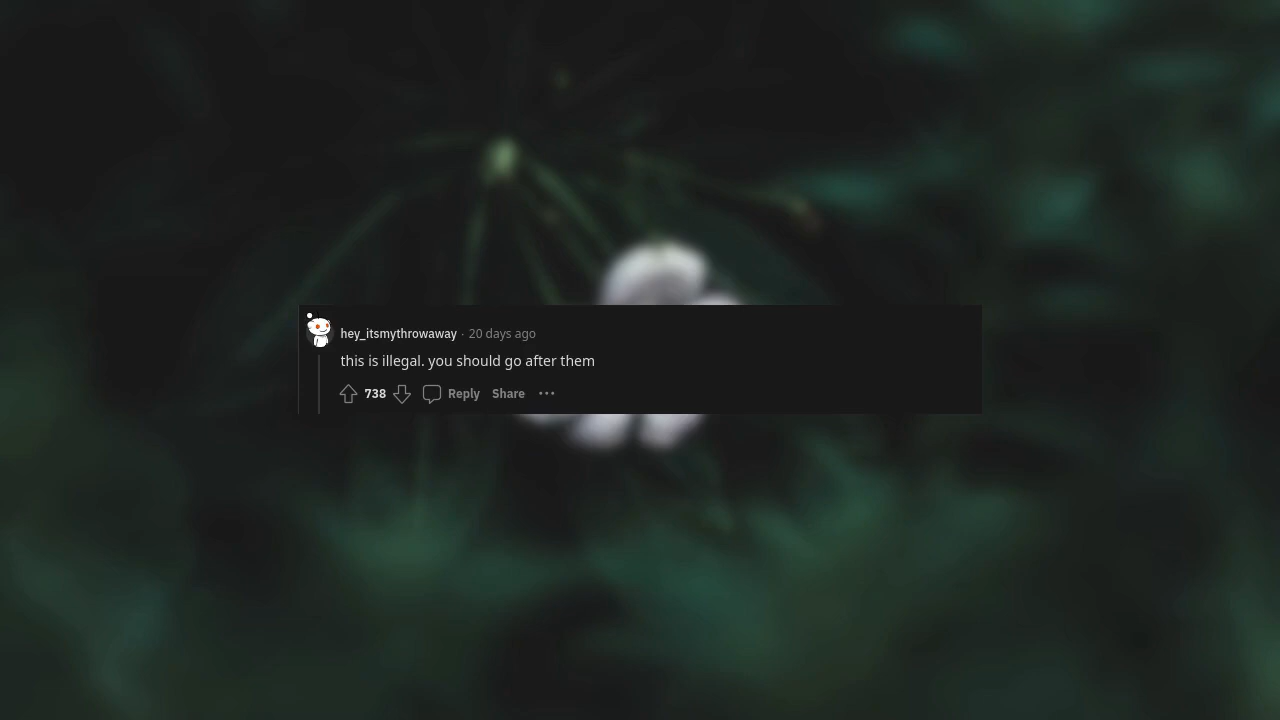 hey_itsmythrowaway · 20 days ago
this is illegal. you should go after them
738 Reply Share ···